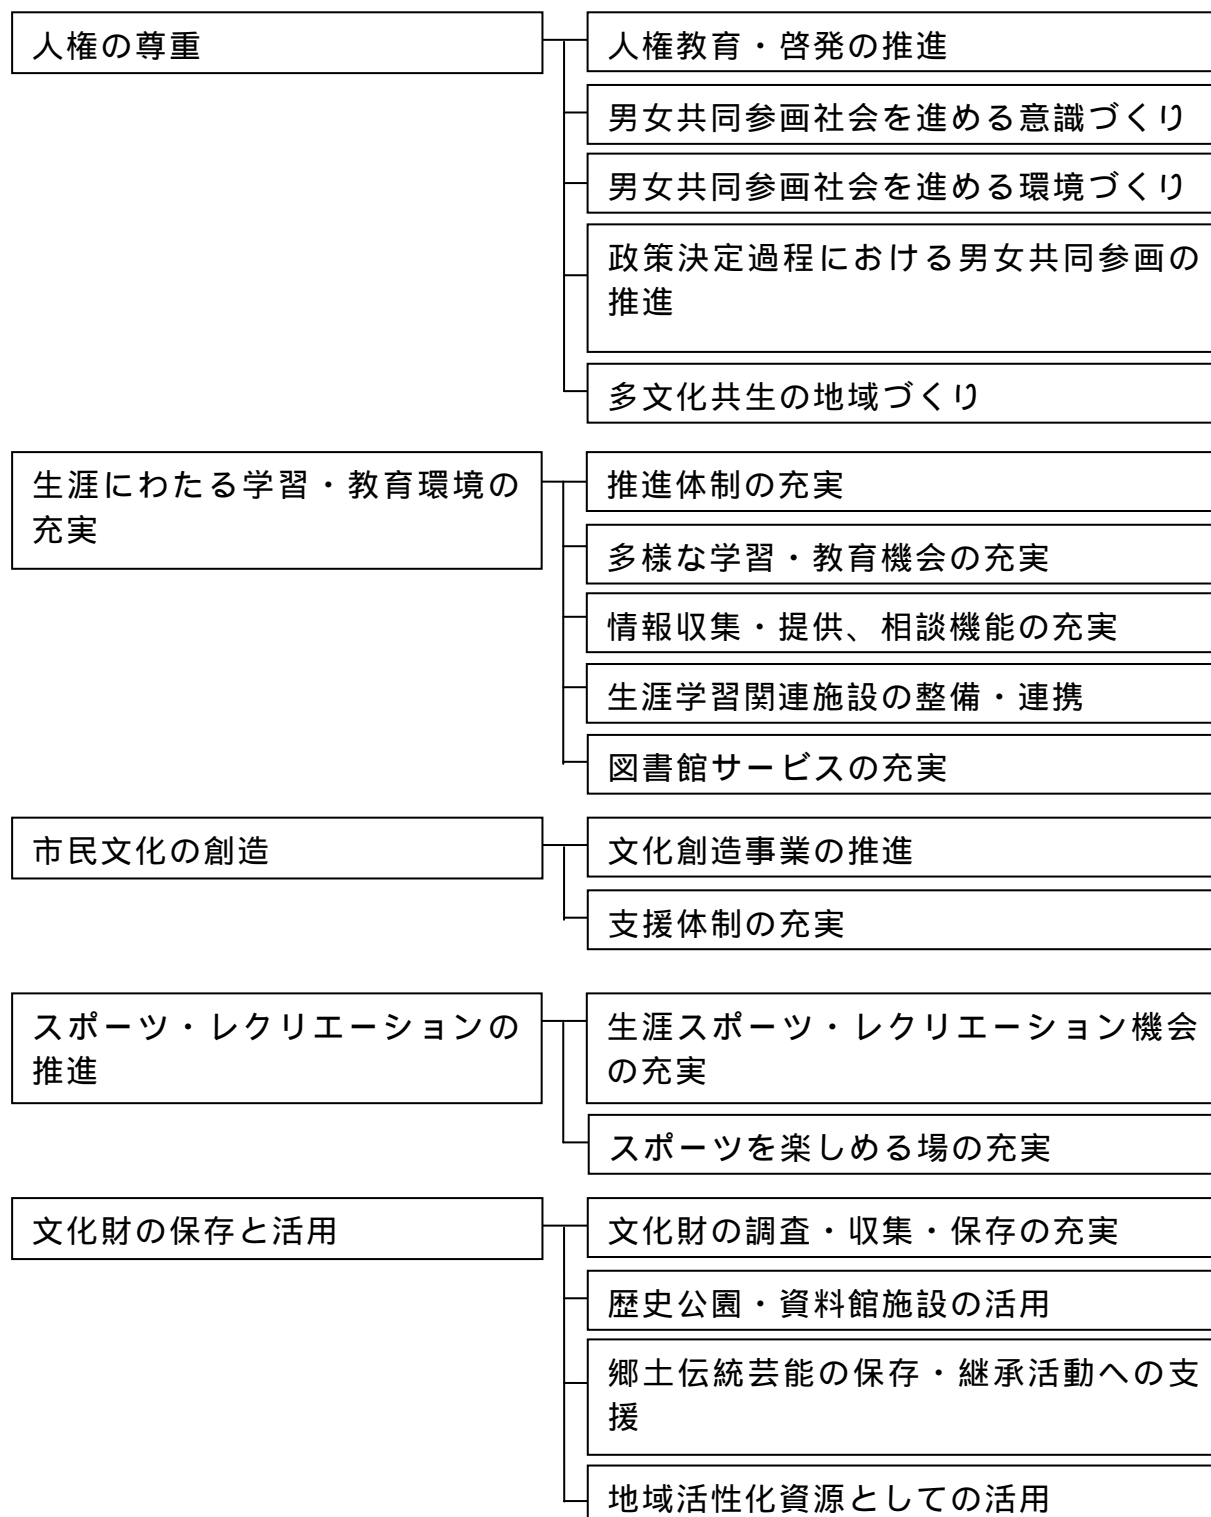 人権の尊重
人権教育・啓発の推進
男女共同参画社会を進める意識づくり
男女共同参画社会を進める環境づくり
政策決定過程における男女共同参画の
推進
多文化共生の地域づくり
生涯にわたる学習・教育環境の
充実
推進体制の充実
多様な学習・教育機会の充実
情報収集・提供、相談機能の充実
生涯学習関連施設の整備・連携
図書館サービスの充実
市民文化の創造
文化創造事業の推進
支援体制の充実
スポーツ・レクリエーションの
推進
生涯スポーツ・レクリエーション機会
の充実
スポーツを楽しめる場の充実
文化財の保存と活用
文化財の調査・収集・保存の充実
歴史公園・資料館施設の活用
郷土伝統芸能の保存・継承活動への支
援
地域活性化資源としての活用